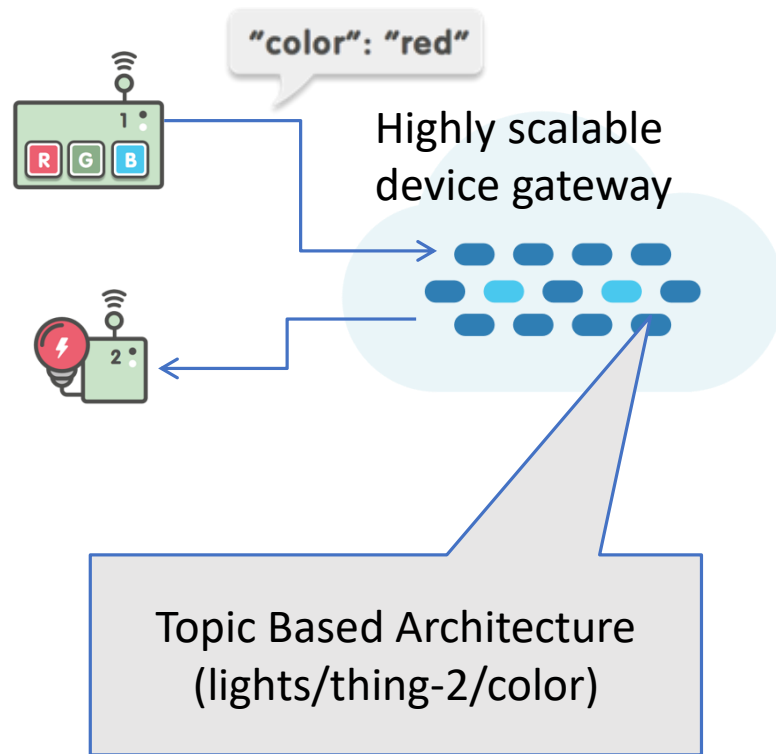 "color": "red"
1
R G B
Highly scalable
device gateway
2
Topic Based Architecture
(lights/thing-2/color)